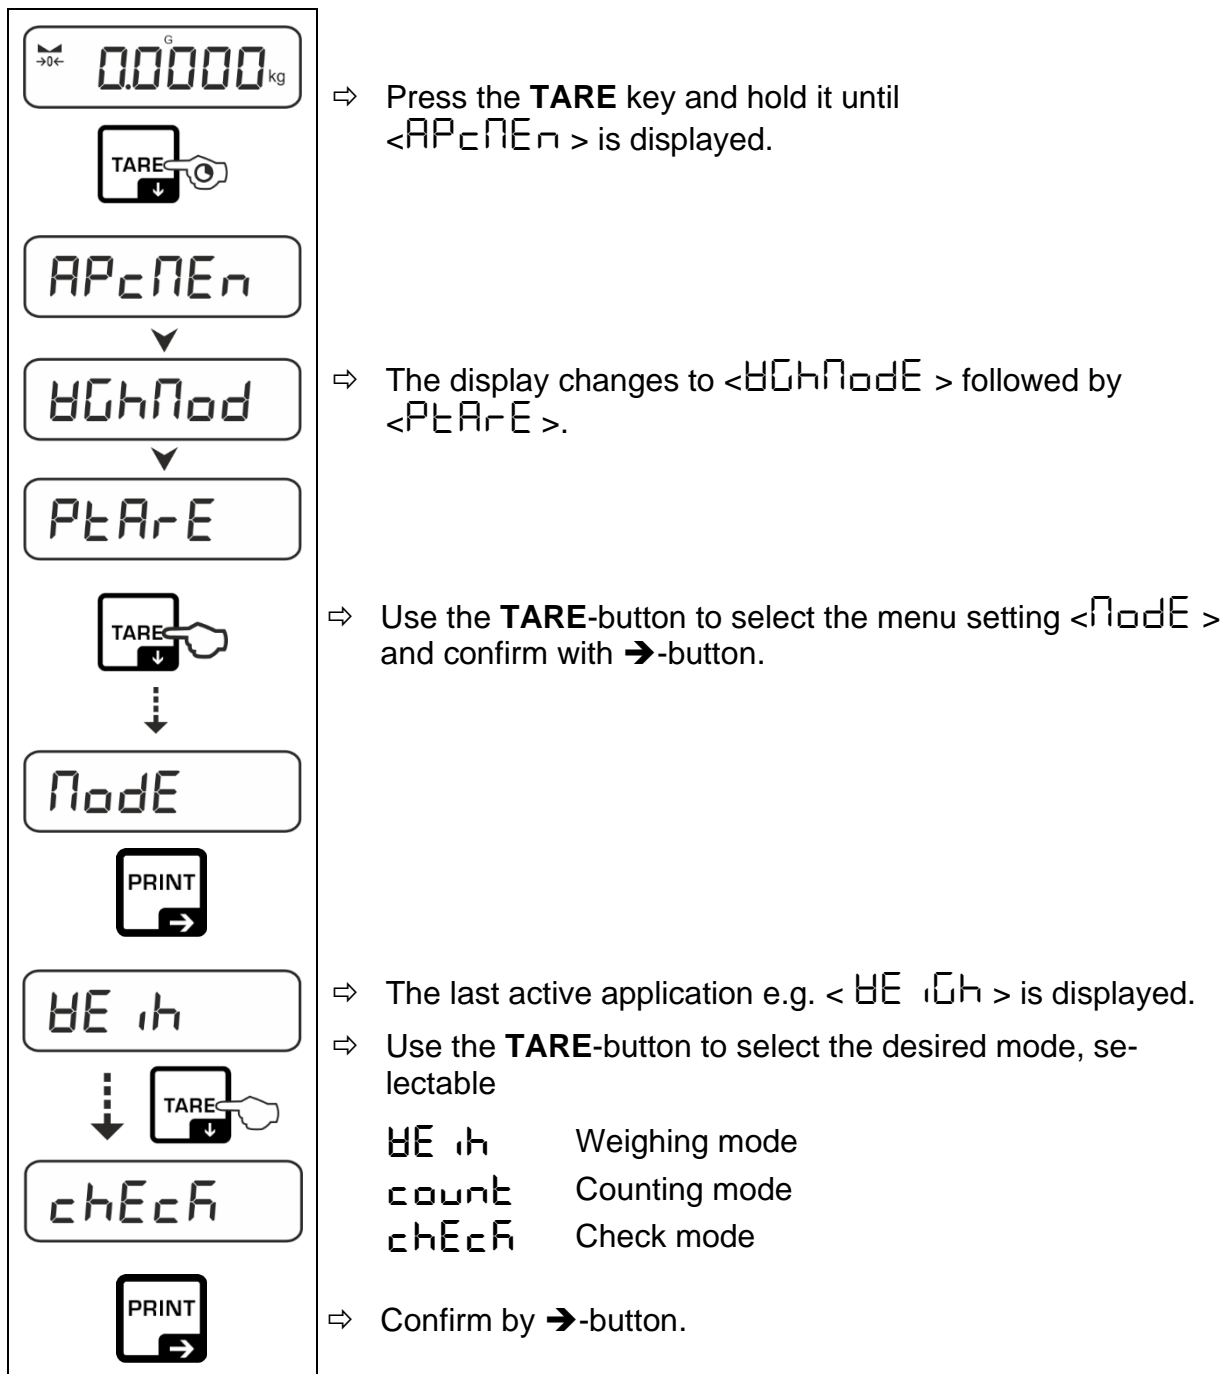 →0← G 0.0000 kg
⇨ Press the TARE key and hold it until
<APcMEn > is displayed.
TARE
↓
APcMEn
WGhMod
⇨ The display changes to <WGhModE > followed by
<PtArE >.
PtArE
TARE
↓
⇨ Use the TARE-button to select the menu setting <ModE >
and confirm with ➔-button.
ModE
PRINT
→
WEih
⇨ The last active application e.g. < WEiGh > is displayed.
⇨ Use the TARE-button to select the desired mode, se-
lectable
TARE
↓
WEih Weighing mode
count Counting mode
chEck Check mode
chEck
PRINT
→
⇨ Confirm by ➔-button.